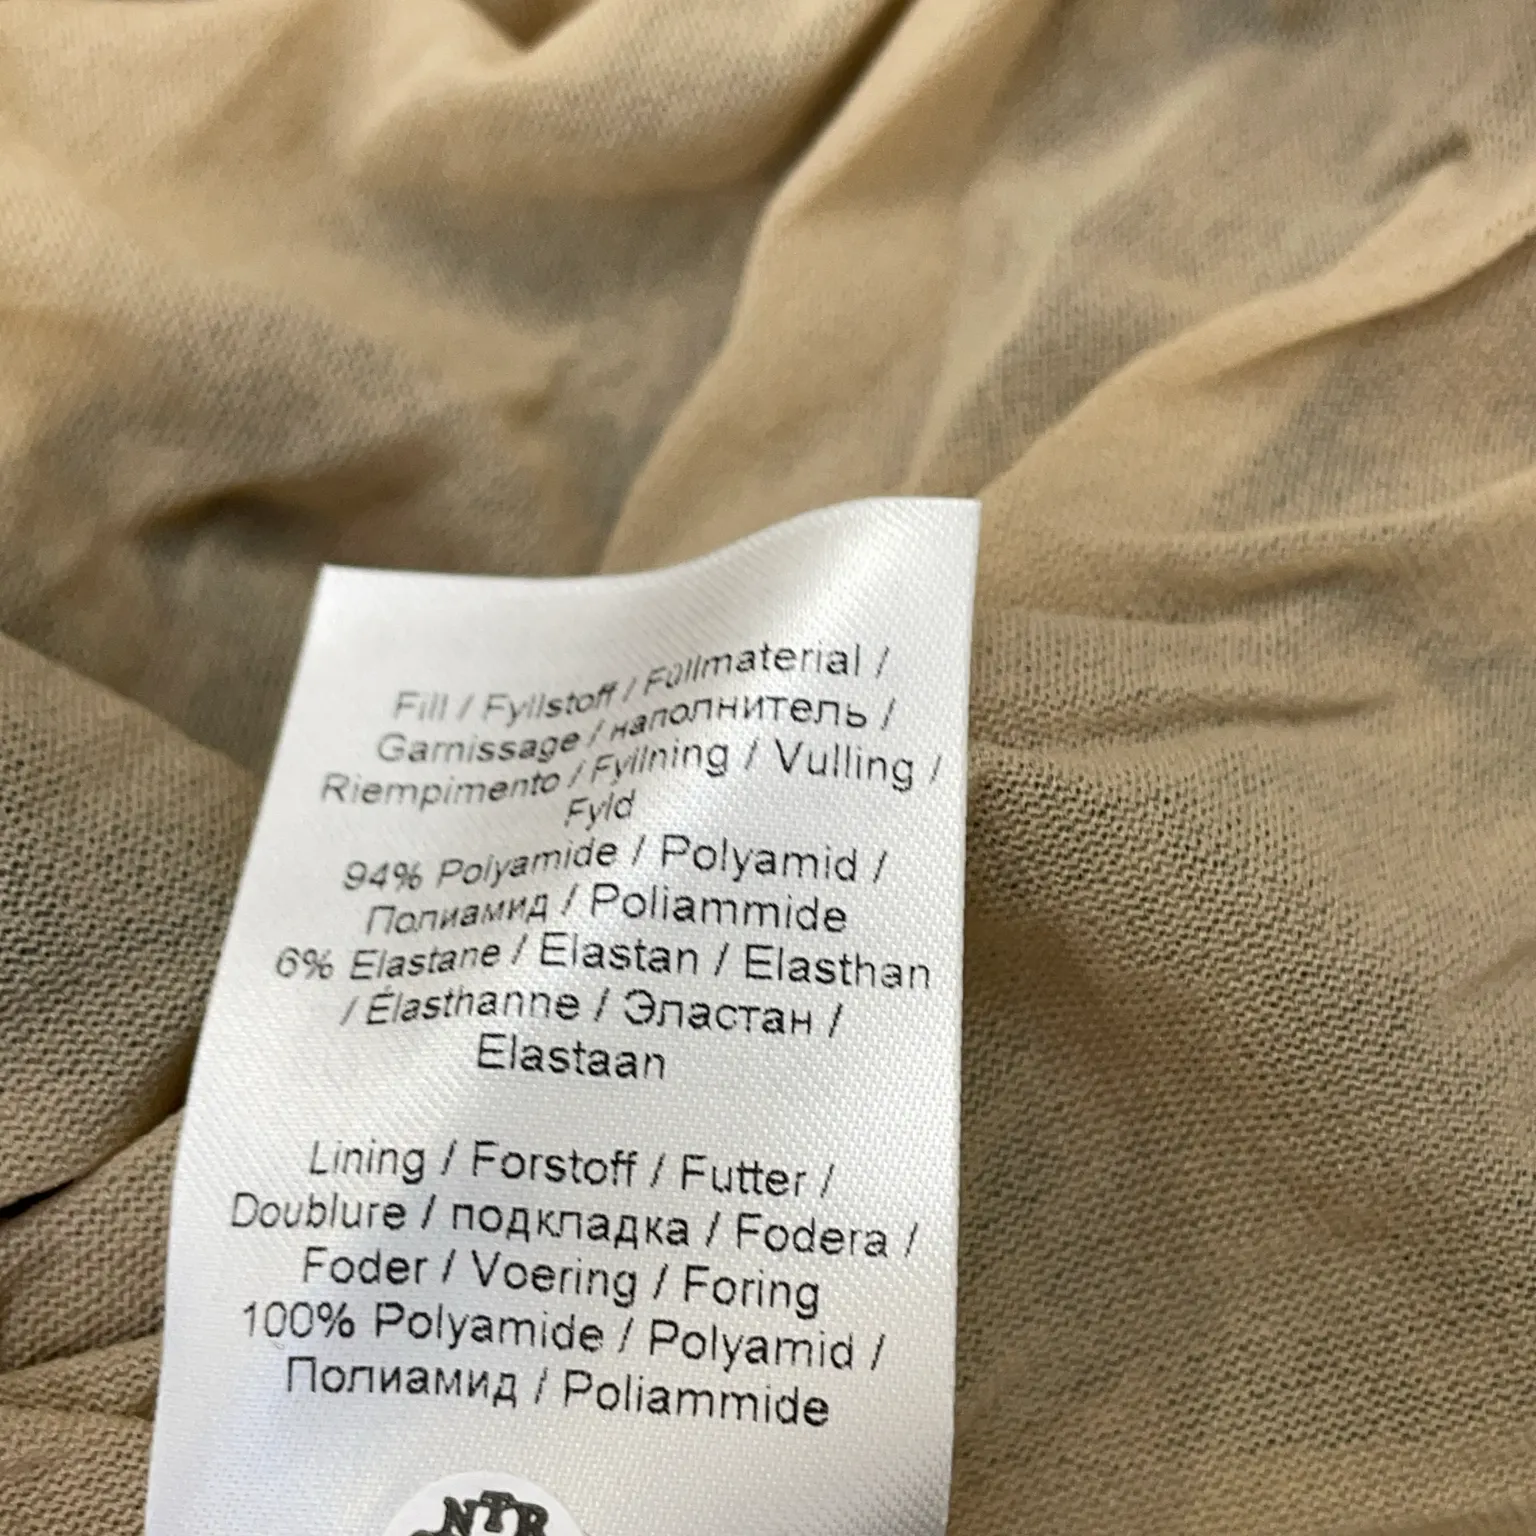 Fill / Fyllstoff / Füllmaterial /
Garnissage / наполнитель /
Riempimento / Fyllning / Vulling /
Fyld
94% Polyamide / Polyamid /
Полиамид / Poliammide
6% Elastane / Elastan / Elasthan
/ Élasthanne / Эластан /
Elastaan
Lining / Forstoff / Futter /
Doublure / подкладка / Fodera /
Foder / Voering / Foring
100% Polyamide / Polyamid /
Полиамид / Poliammide
NTR